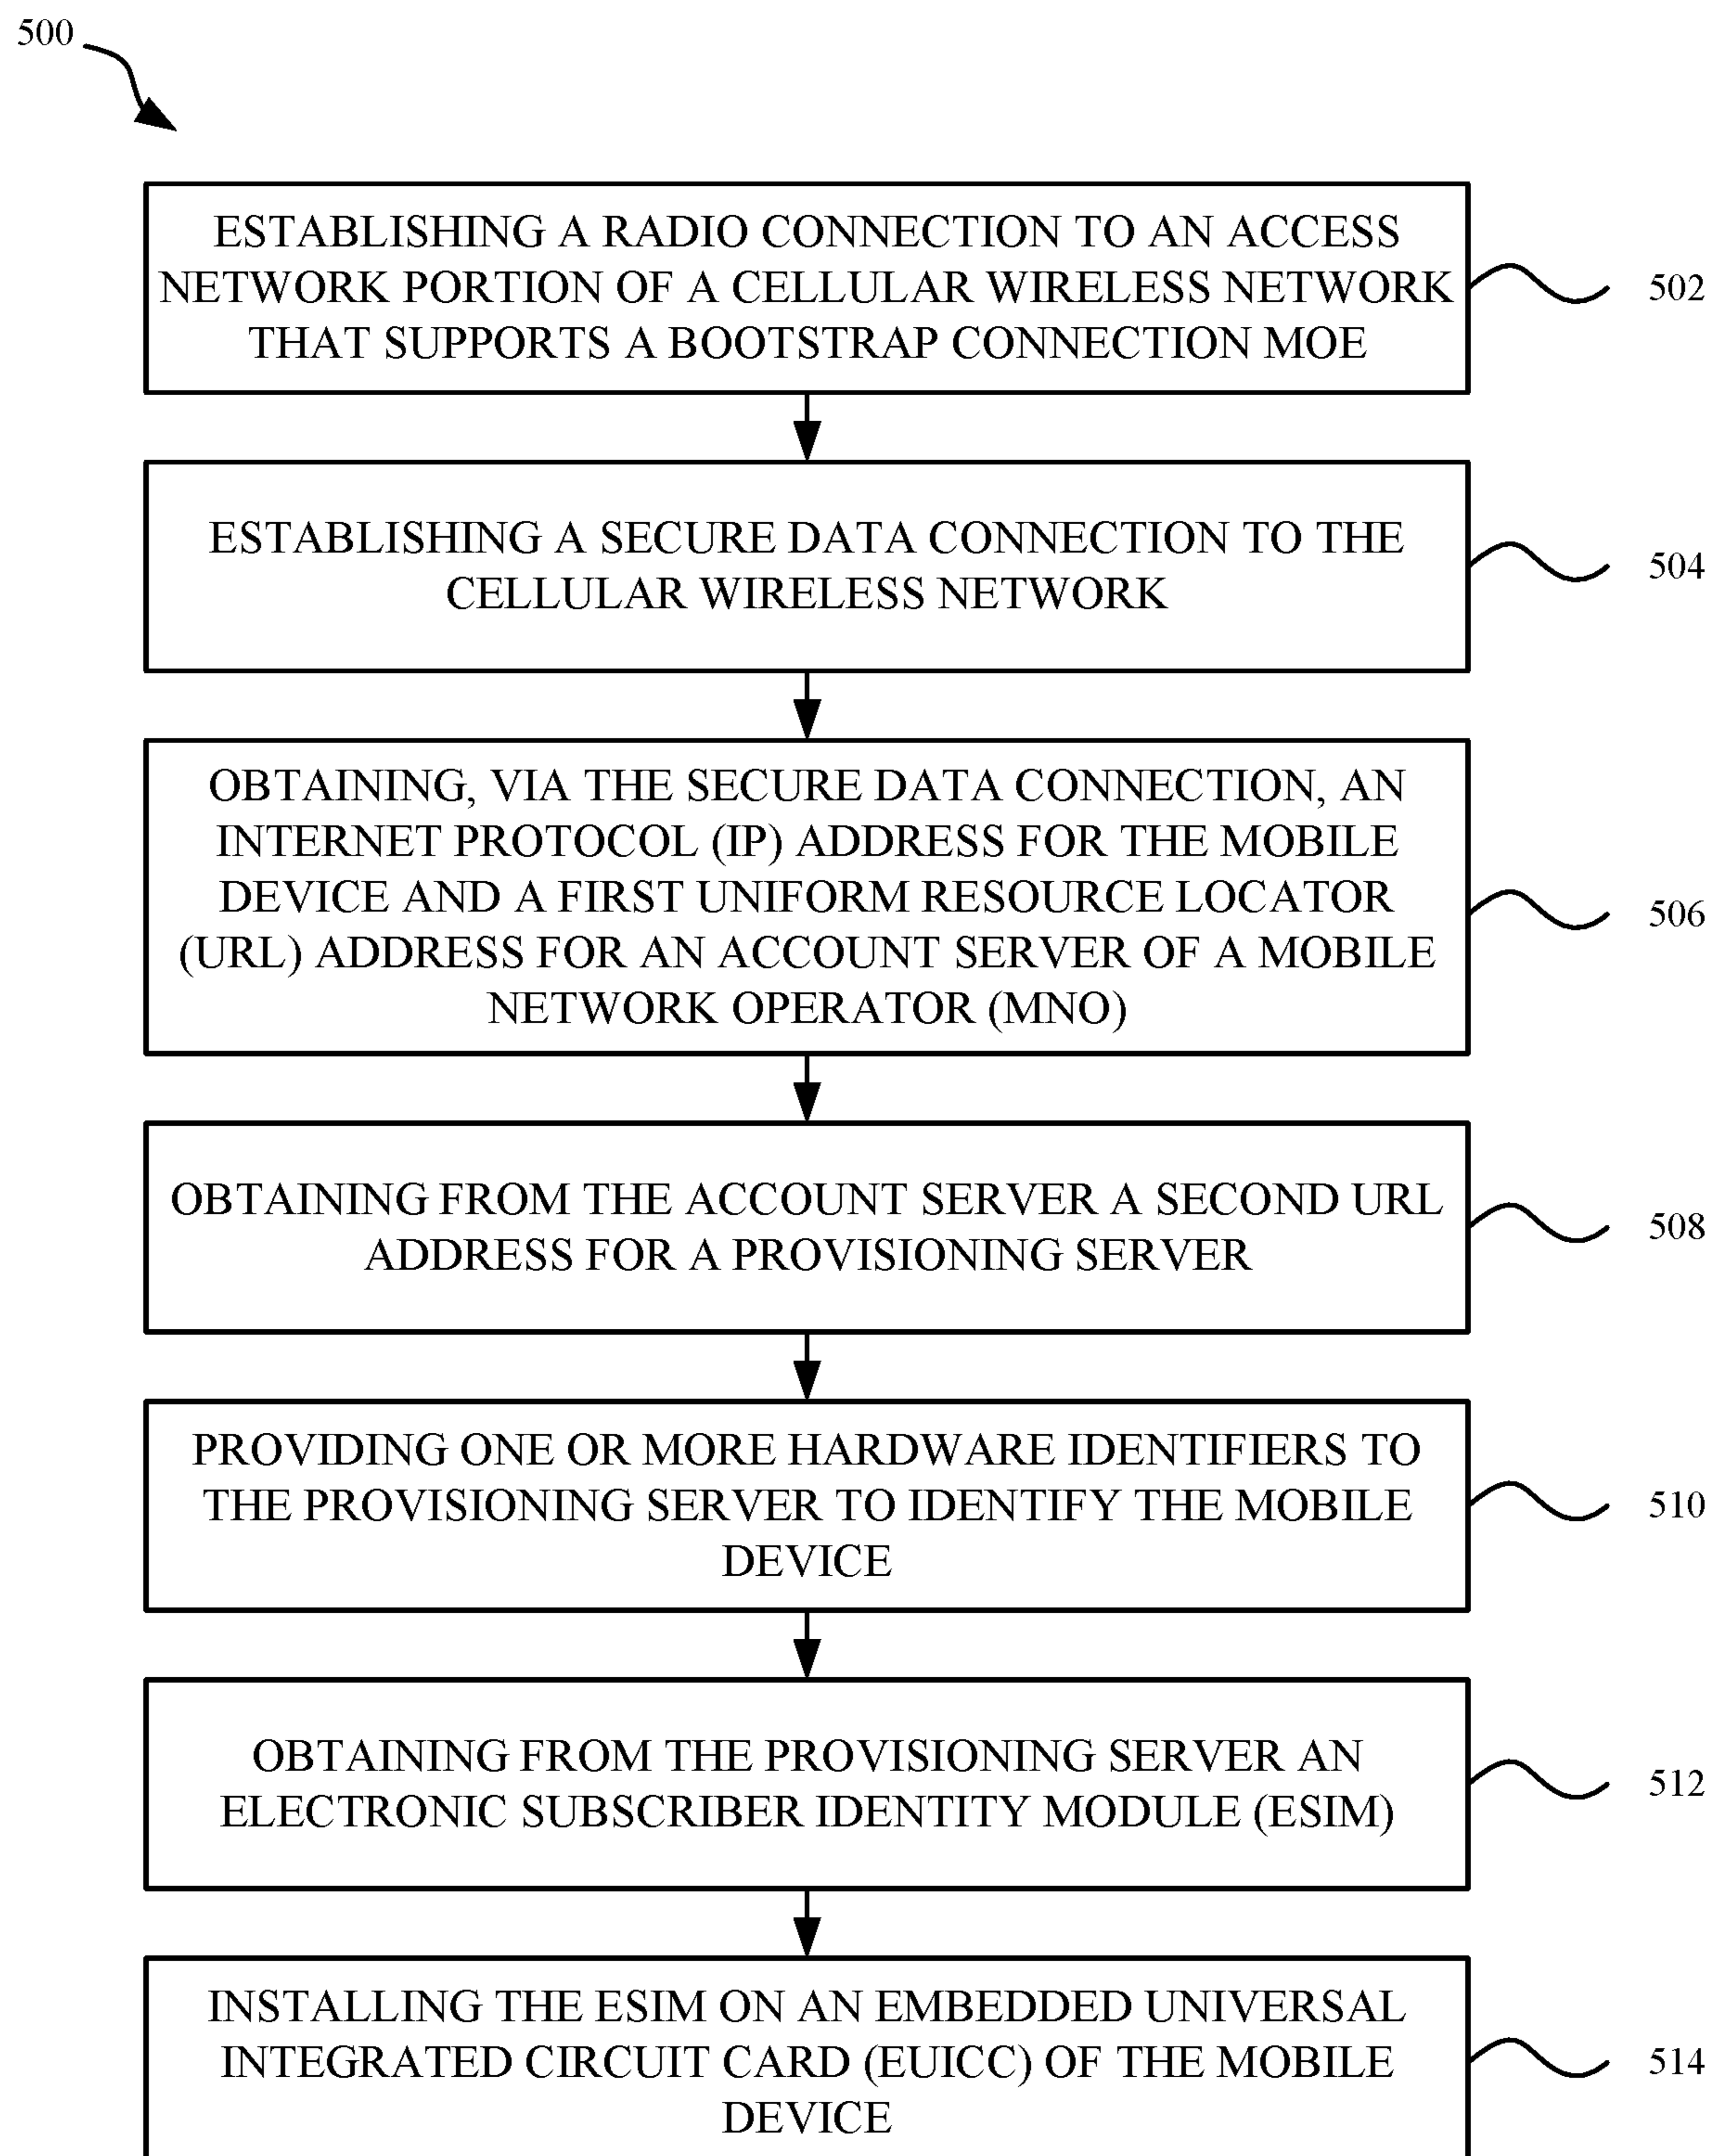 500
ESTABLISHING A RADIO CONNECTION TO AN ACCESS
NETWORK PORTION OF A CELLULAR WIRELESS NETWORK
THAT SUPPORTS A BOOTSTRAP CONNECTION MOE
502
ESTABLISHING A SECURE DATA CONNECTION TO THE
CELLULAR WIRELESS NETWORK
504
OBTAINING, VIA THE SECURE DATA CONNECTION, AN
INTERNET PROTOCOL (IP) ADDRESS FOR THE MOBILE
DEVICE AND A FIRST UNIFORM RESOURCE LOCATOR
(URL) ADDRESS FOR AN ACCOUNT SERVER OF A MOBILE
NETWORK OPERATOR (MNO)
506
OBTAINING FROM THE ACCOUNT SERVER A SECOND URL
ADDRESS FOR A PROVISIONING SERVER
508
PROVIDING ONE OR MORE HARDWARE IDENTIFIERS TO
THE PROVISIONING SERVER TO IDENTIFY THE MOBILE
DEVICE
510
OBTAINING FROM THE PROVISIONING SERVER AN
ELECTRONIC SUBSCRIBER IDENTITY MODULE (ESIM)
512
INSTALLING THE ESIM ON AN EMBEDDED UNIVERSAL
INTEGRATED CIRCUIT CARD (EUICC) OF THE MOBILE
DEVICE
514